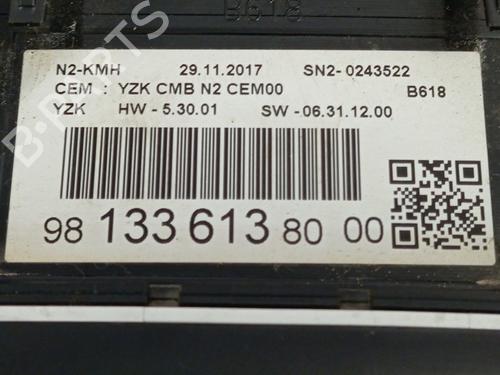 B618
N2-KMH 29.11.2017 SN2- 0243522
CEM : YZK CMB N2 CEM00 B618
YZK HW - 5.30.01 SW - 06.31.12.00
98 133 613 80 00